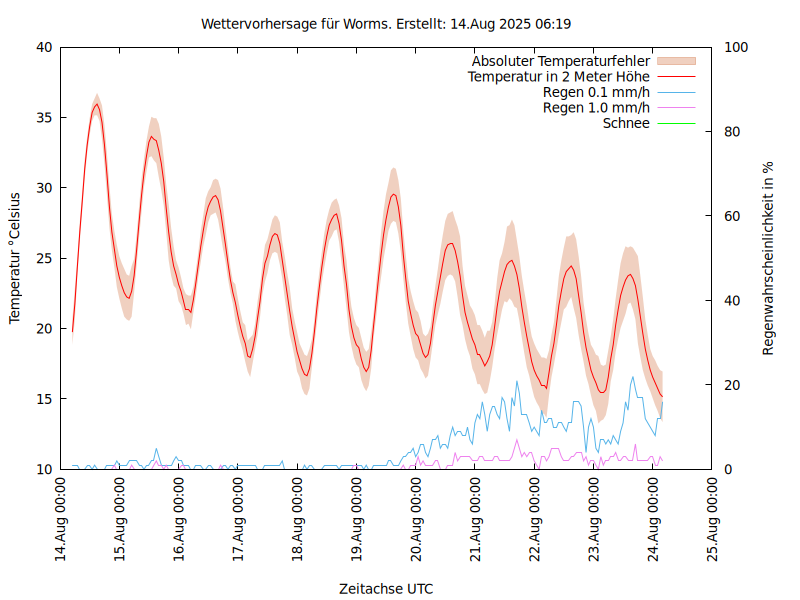 Wettervorhersage für Worms. Erstellt: 14.Aug 2025 06:19
Absoluter Temperaturfehler
Temperatur in 2 Meter Höhe
Regen 0.1 mm/h
Regen 1.0 mm/h
Schnee
Temperatur °Celsius
40
35
30
25
20
15
10
Regenwahrscheinlichkeit in %
100
80
60
40
20
0
14.Aug 00:00
15.Aug 00:00
16.Aug 00:00
17.Aug 00:00
18.Aug 00:00
19.Aug 00:00
20.Aug 00:00
21.Aug 00:00
22.Aug 00:00
23.Aug 00:00
24.Aug 00:00
25.Aug 00:00
Zeitachse UTC